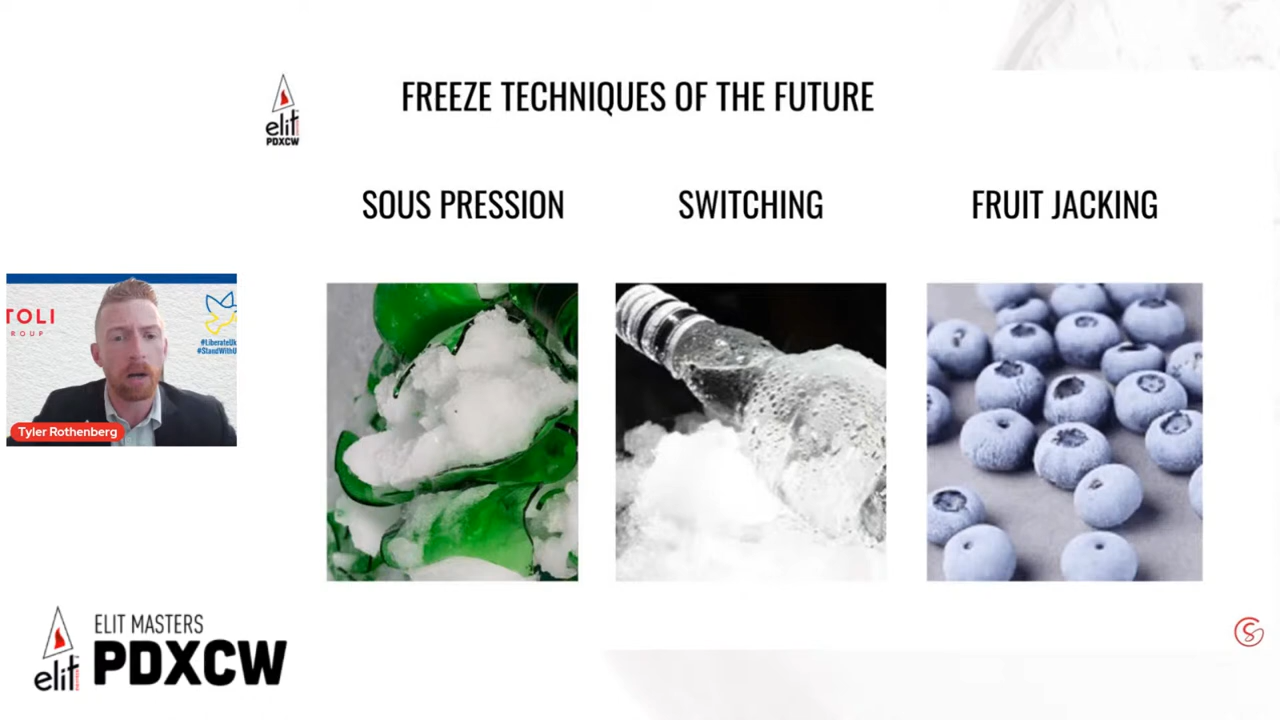 FREEZE TECHNIQUES OF THE FUTURE
elit
PDXCW
SOUS PRESSION
SWITCHING
FRUIT JACKING
TOLI
ROUP
#LiberateUk
#StandWithU
Tyler Rothenberg
ELIT MASTERS
PDXCW
elit